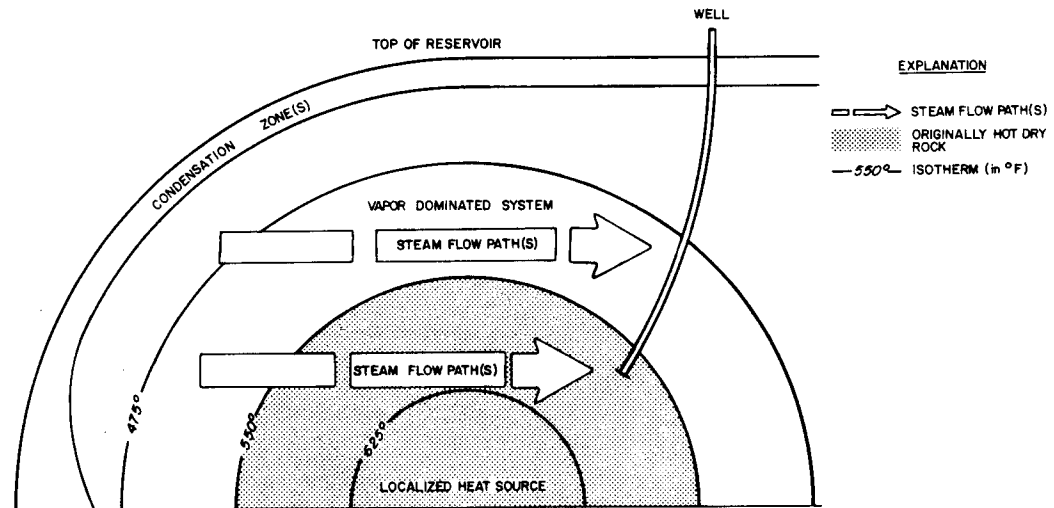 WELL
TOP OF RESERVOIR
EXPLANATION
STEAM FLOW PATH(S)
ORIGINALLY HOT DRY
ROCK
—550°— ISOTHERM (in °F)
CONDENSATION ZONE(S)
VAPOR DOMINATED SYSTEM
STEAM FLOW PATH(S)
STEAM FLOW PATH(S)
475°
550°
625°
LOCALIZED HEAT SOURCE